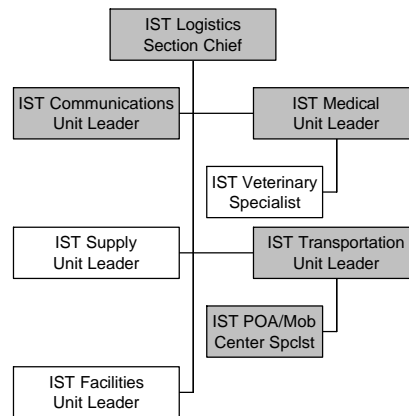 IST Logistics
Section Chief
IST Communications
Unit Leader
IST Medical
Unit Leader
IST Veterinary
Specialist
IST Supply
Unit Leader
IST Transportation
Unit Leader
IST POA/Mob
Center Spclst
IST Facilities
Unit Leader